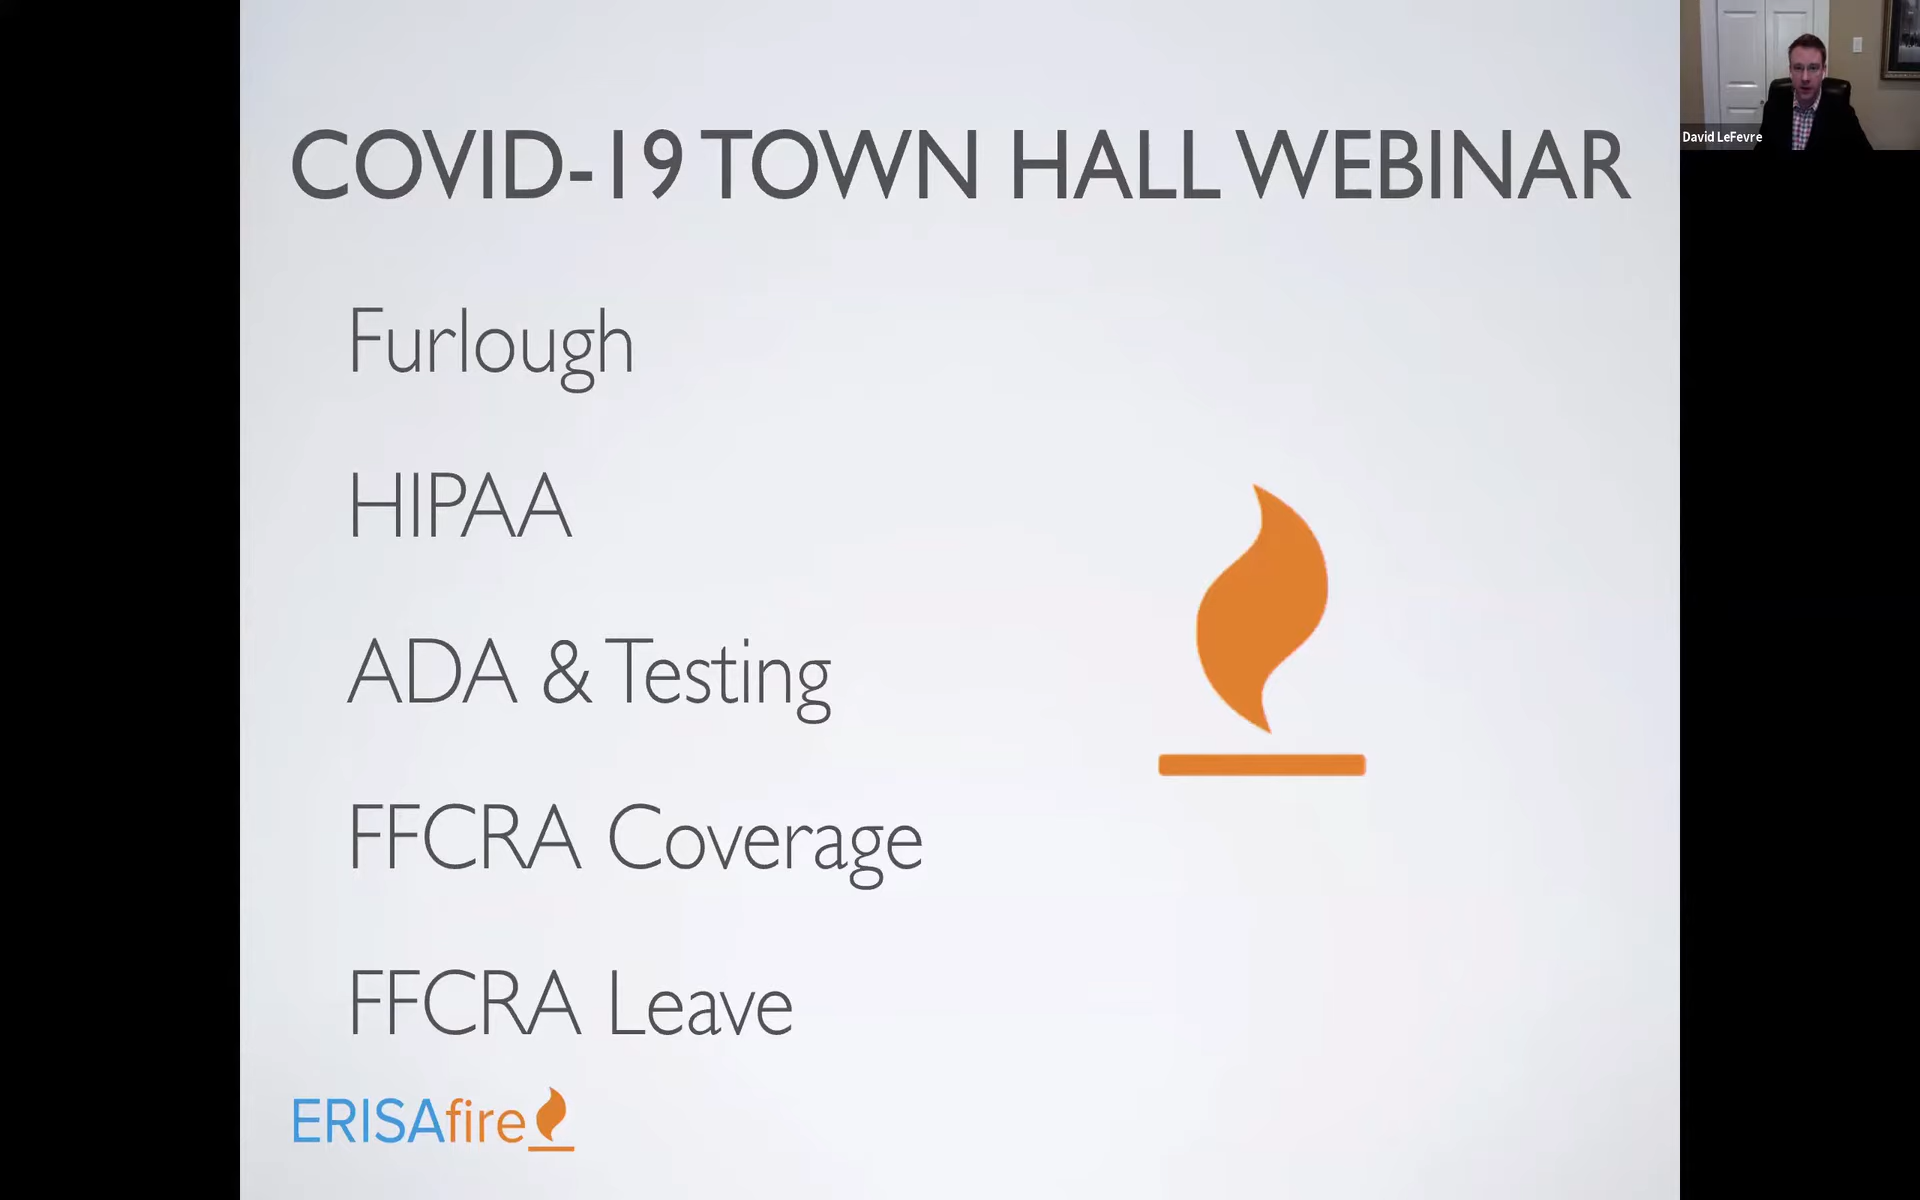 COVID-19 TOWN HALL WEBINAR
David LeFevre
Furlough
HIPAA
ADA & Testing
FFCRA Coverage
FFCRA Leave
ERISAfire